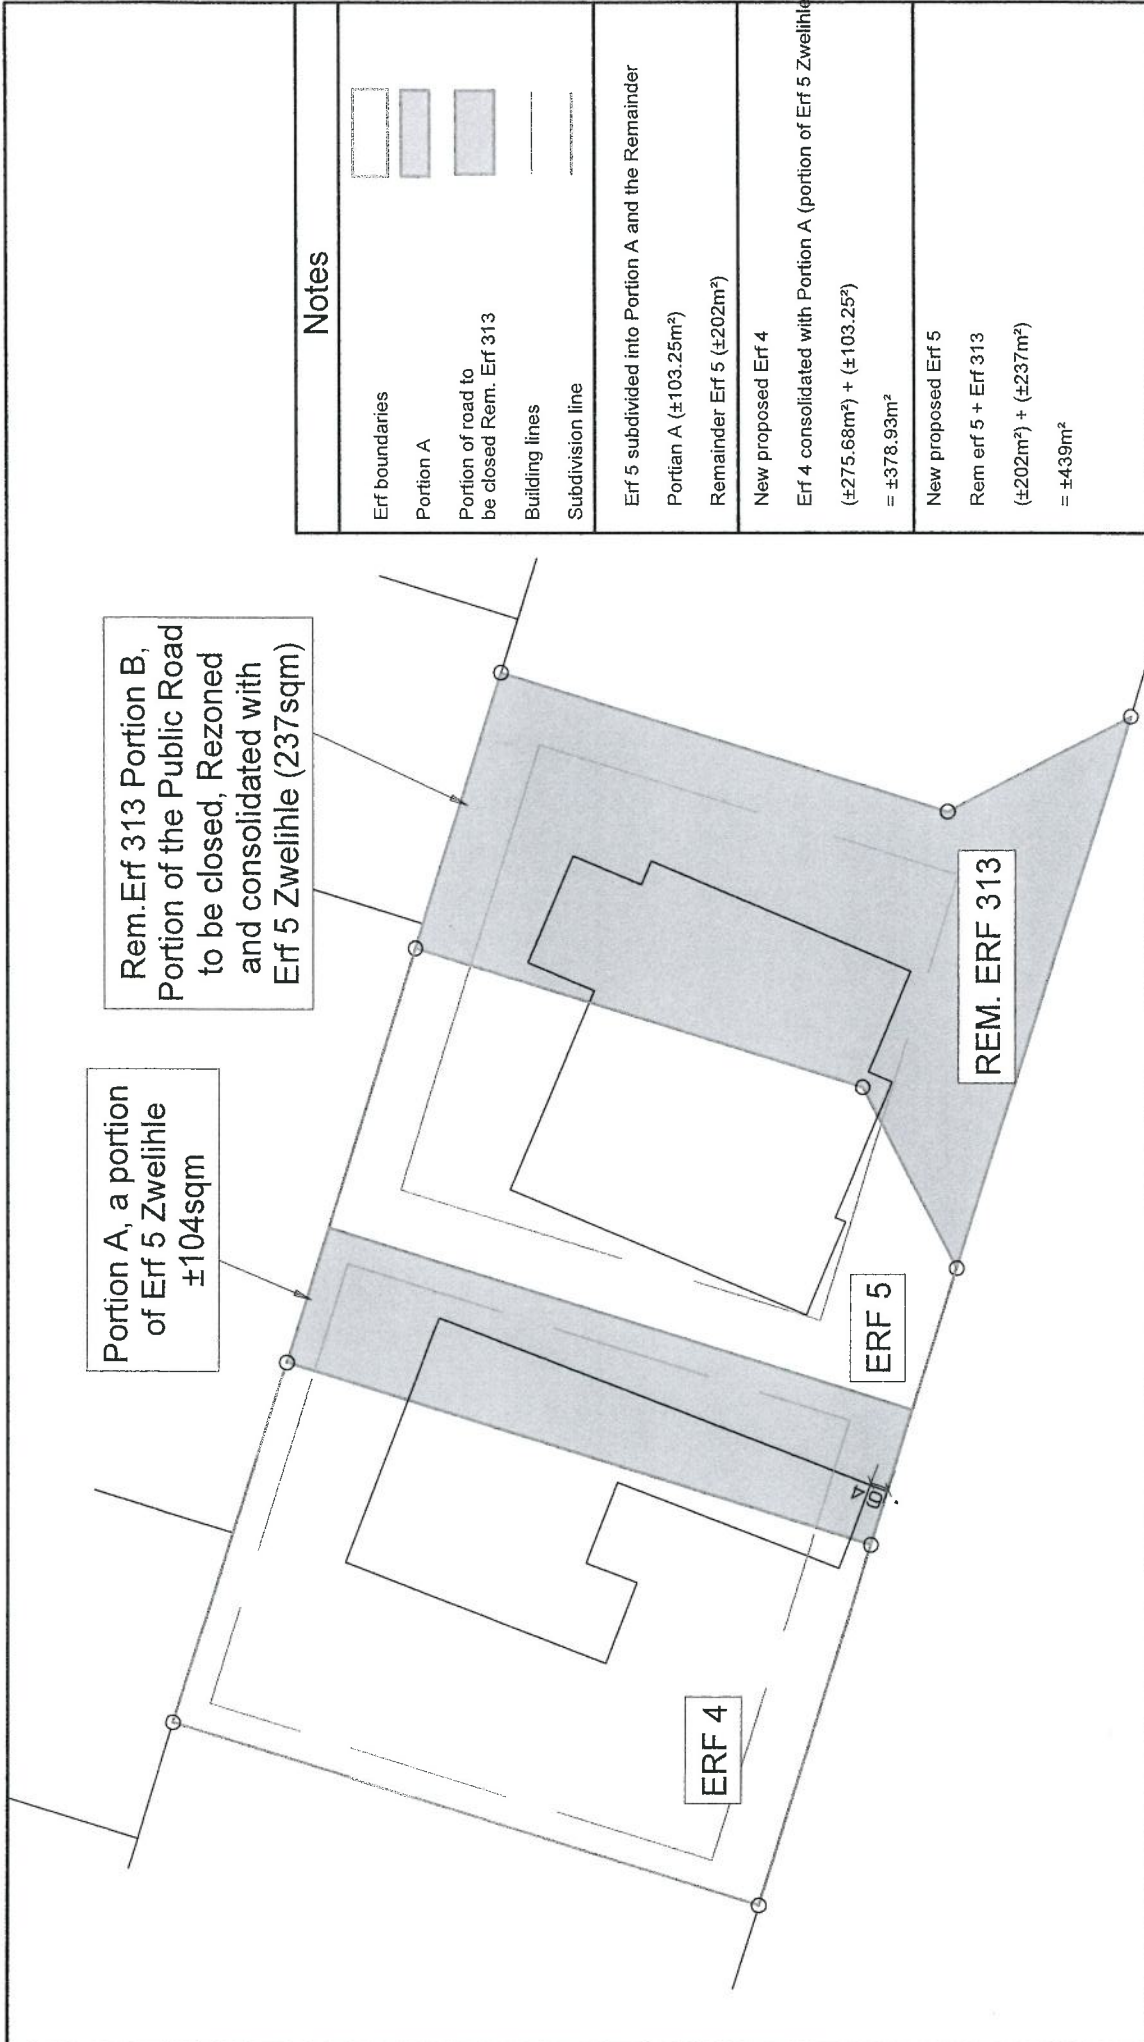 Portion A, a portion
of Erf 5 Zwelihle
±104sqm
Rem.Erf 313 Portion B,
Portion of the Public Road
to be closed, Rezoned
and consolidated with
Erf 5 Zwelihle (237sqm)
ERF 4
ERF 5
REM. ERF 313
Notes
Erf boundaries
Portion A
Portion of road to
be closed Rem. Erf 313
Building lines
Subdivision line
Erf 5 subdivided into Portion A and the Remainder
Portian A (±103.25m²)
Remainder Erf 5 (±202m²)
New proposed Erf 4
Erf 4 consolidated with Portion A (portion of Erf 5 Zwelihle
(±275.68m²) + (±103.25²)
= ±378.93m²
New proposed Erf 5
Rem erf 5 + Erf 313
(±202m²) + (±237m²)
= ±439m²